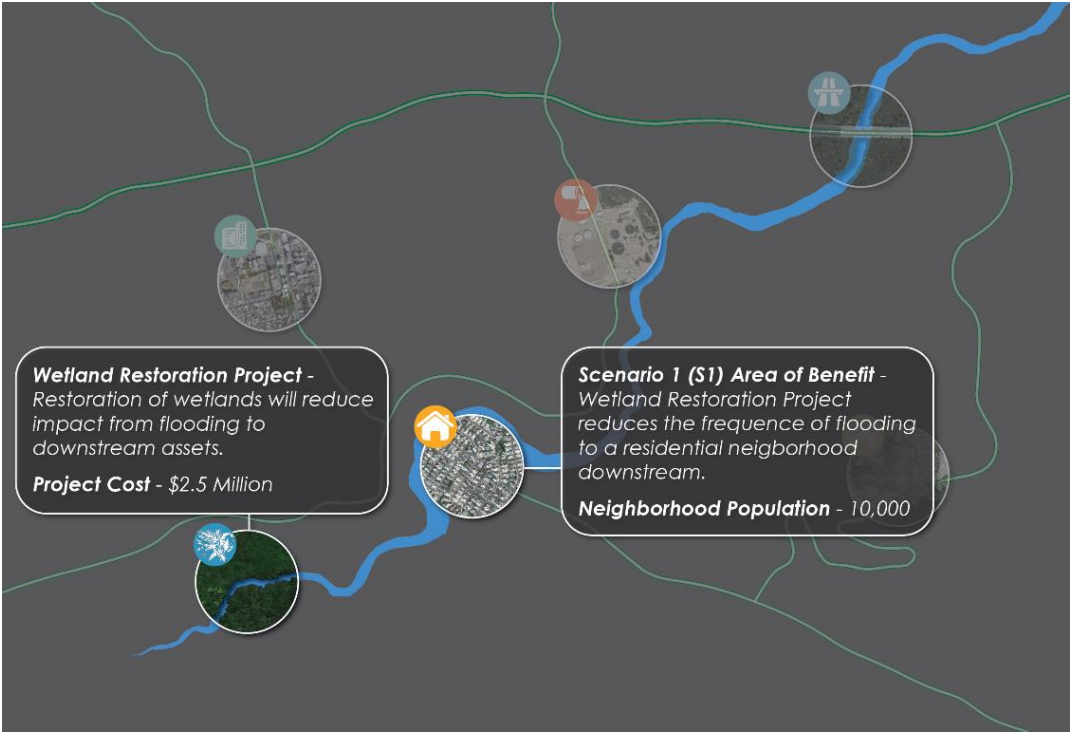 Wetland Restoration Project -
Restoration of wetlands will reduce
impact from flooding to
downstream assets.
Project Cost - $2.5 Million
Scenario 1 (S1) Area of Benefit -
Wetland Restoration Project
reduces the frequence of flooding
to a residential neigborhood
downstream.
Neighborhood Population - 10,000